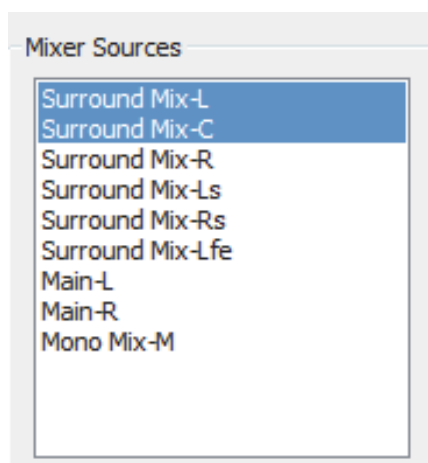 Mixer Sources
Surround Mix-L
Surround Mix-C
Surround Mix-R
Surround Mix-Ls
Surround Mix-Rs
Surround Mix-Lfe
Main-L
Main-R
Mono Mix-M